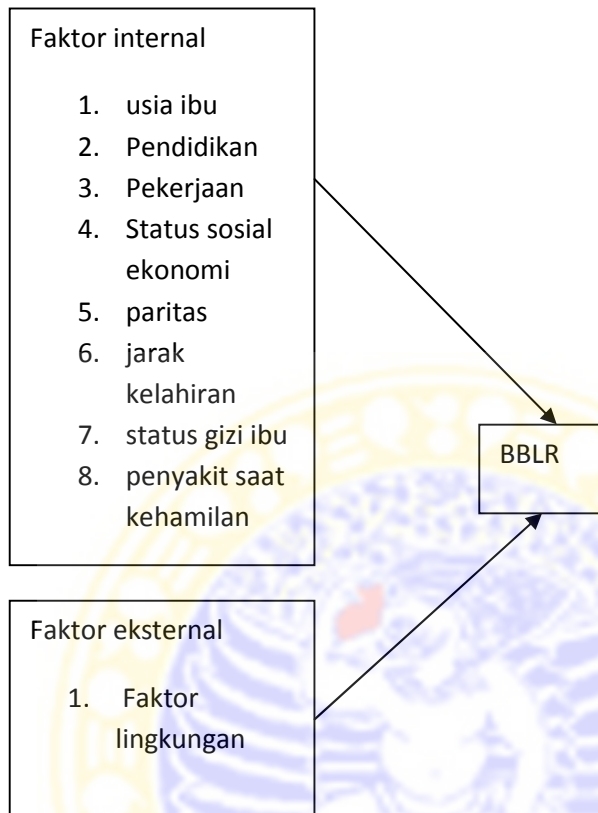 Faktor internal
1. usia ibu
2. Pendidikan
3. Pekerjaan
4. Status sosial
ekonomi
5. paritas
6. jarak
kelahiran
7. status gizi ibu
8. penyakit saat
kehamilan
BBLR
Faktor eksternal
1. Faktor
lingkungan